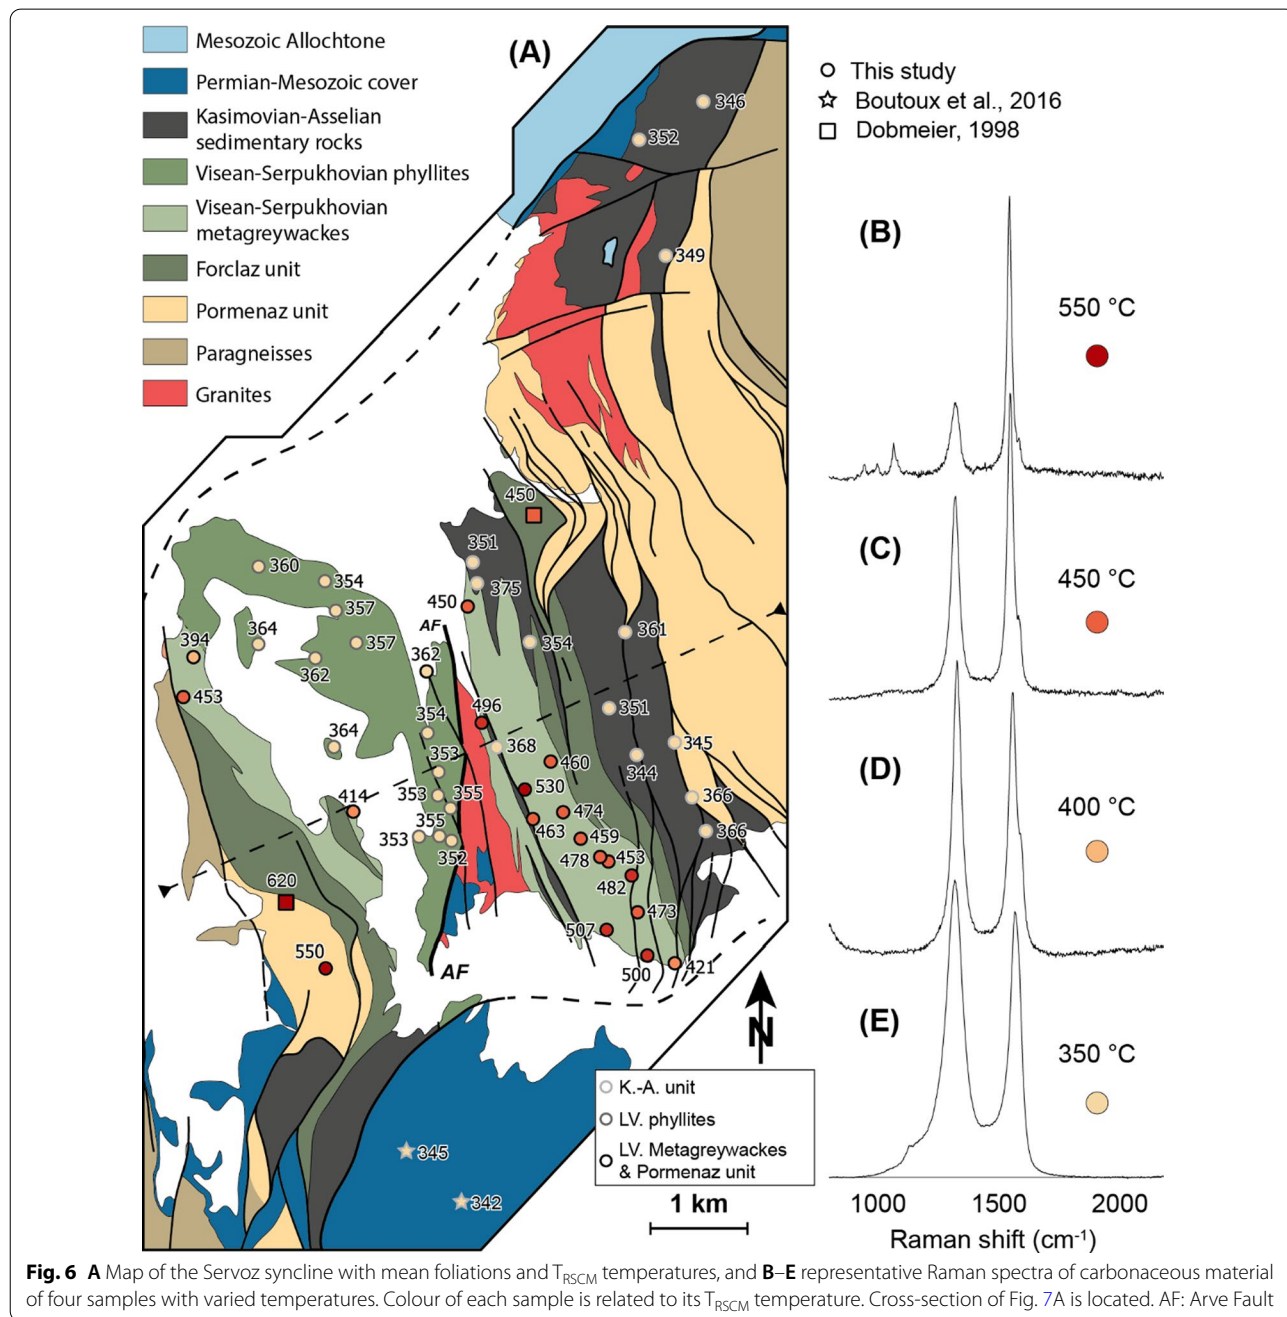 Mesozoic Allochtone
Permian-Mesozoic cover
Kasimovian-Asselian
sedimentary rocks
Visean-Serpukhovian phyllites
Visean-Serpukhovian
metagreywackes
Forclaz unit
Pormenaz unit
Paragneisses
Granites
(A)
This study
Boutoux et al., 2016
Dobmeier, 1998
346
352
349
450
351
375
450
354
361
360
354
357
364
357
362
394
453
364
AF
362
354
496
368
351
345
344
460
353
353
355
530
366
474
414
463
459
366
353
355
352
478
453
482
620
473
507
550
500
421
AF
N
345
342
K.-A. unit
LV. phyllites
LV. Metagreywackes
& Pormenaz unit
1 km
(B)
550 °C
(C)
450 °C
(D)
400 °C
(E)
350 °C
1000 1500 2000
Raman shift (cm-1)
Fig. 6 A Map of the Servoz syncline with mean foliations and TRSCM temperatures, and B–E representative Raman spectra of carbonaceous material
of four samples with varied temperatures. Colour of each sample is related to its TRSCM temperature. Cross-section of Fig. 7A is located. AF: Arve Fault